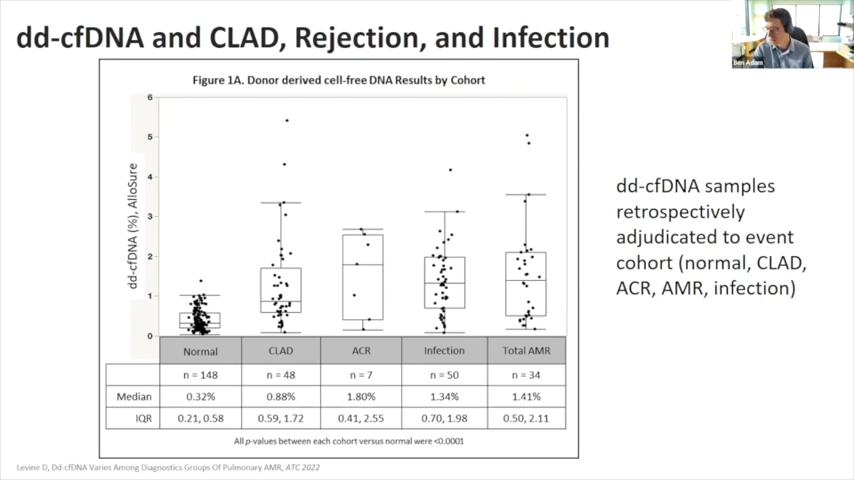 dd-cfDNA and CLAD, Rejection, and Infection
Ben Adam
Figure 1A. Donor derived cell-free DNA Results by Cohort
dd-cfDNA (%), AlloSure
6
5
4
3
2
1
0
Normal CLAD ACR Infection Total AMR
n = 148 n = 48 n = 7 n = 50 n = 34
Median 0.32% 0.88% 1.80% 1.34% 1.41%
IQR 0.21, 0.58 0.59, 1.72 0.41, 2.55 0.70, 1.98 0.50, 2.11
All p-values between each cohort versus normal were <0.0001
dd-cfDNA samples
retrospectively
adjudicated to event
cohort (normal, CLAD,
ACR, AMR, infection)
Levine D, Dd-cfDNA Varies Among Diagnostics Groups Of Pulmonary AMR, ATC 2022